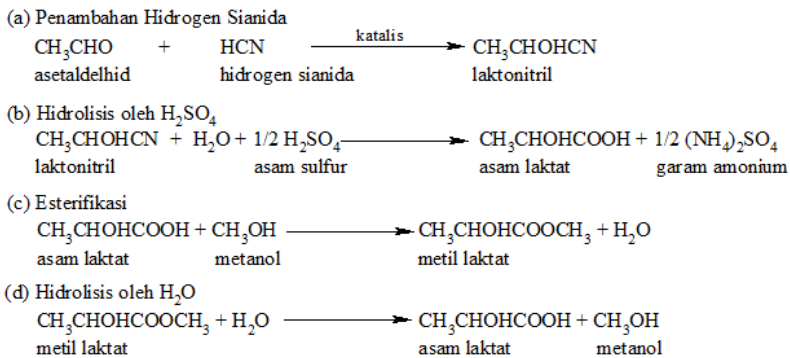 (a) Penambahan Hidrogen Sianida
CH₃CHO + HCN katalis CH₃CHOHCN
asetaldelhid hidrogen sianida laktonitril
(b) Hidrolisis oleh H₂SO₄
CH₃CHOHCN + H₂O + 1/2 H₂SO₄ CH₃CHOHCOOH + 1/2 (NH₄)₂SO₄
laktonitril asam sulfur asam laktat garam amonium
(c) Esterifikasi
CH₃CHOHCOOH + CH₃OH CH₃CHOHCOOCH₃ + H₂O
asam laktat metanol metil laktat
(d) Hidrolisis oleh H₂O
CH₃CHOHCOOCH₃ + H₂O CH₃CHOHCOOH + CH₃OH
metil laktat asam laktat metanol